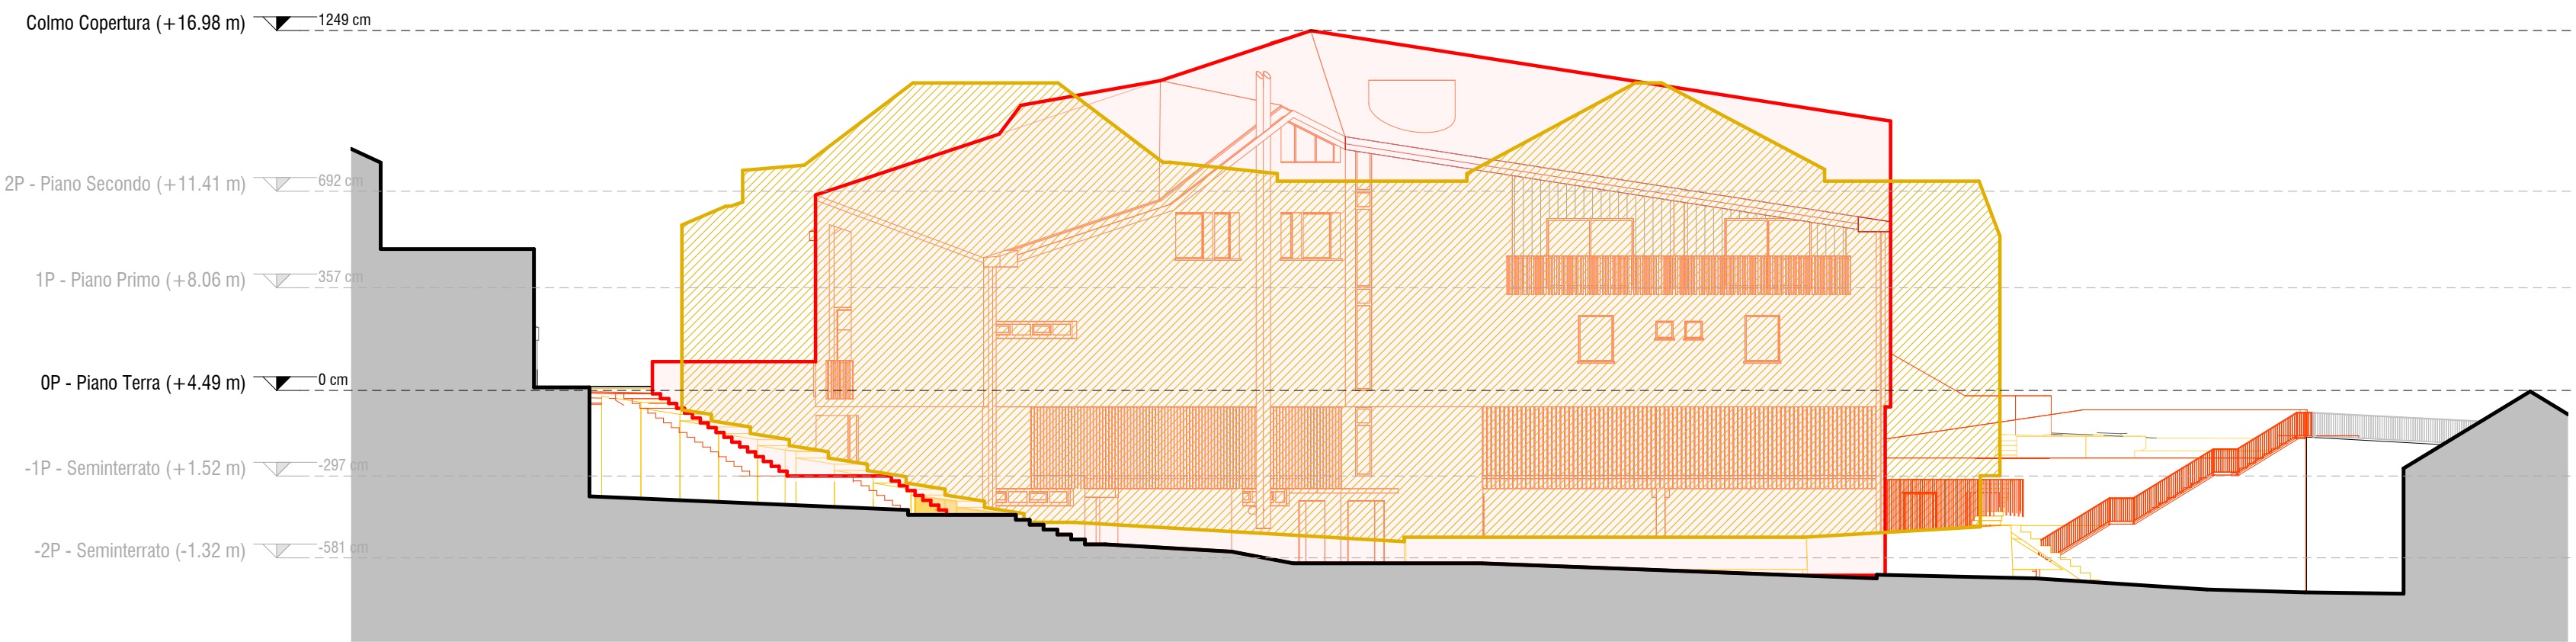 Colmo Copertura (+16.98 m) 1249 cm
2P - Piano Secondo (+11.41 m) 692 cm
1P - Piano Primo (+8.06 m) 357 cm
0P - Piano Terra (+4.49 m) 0 cm
-1P - Seminterrato (+1.52 m) -297 cm
-2P - Seminterrato (-1.32 m) -581 cm